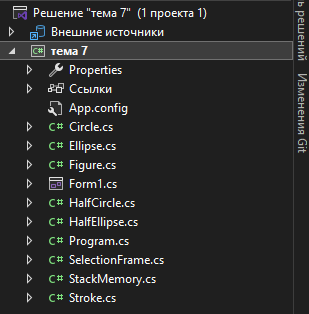 Решение "тема 7" (1 проекта 1)
Внешние источники
C# тема 7
Properties
Ссылки
App.config
C# Circle.cs
C# Ellipse.cs
C# Figure.cs
Form1.cs
C# HalfCircle.cs
C# HalfEllipse.cs
C# Program.cs
C# SelectionFrame.cs
C# StackMemory.cs
C# Stroke.cs
ь решений
Изменения Git